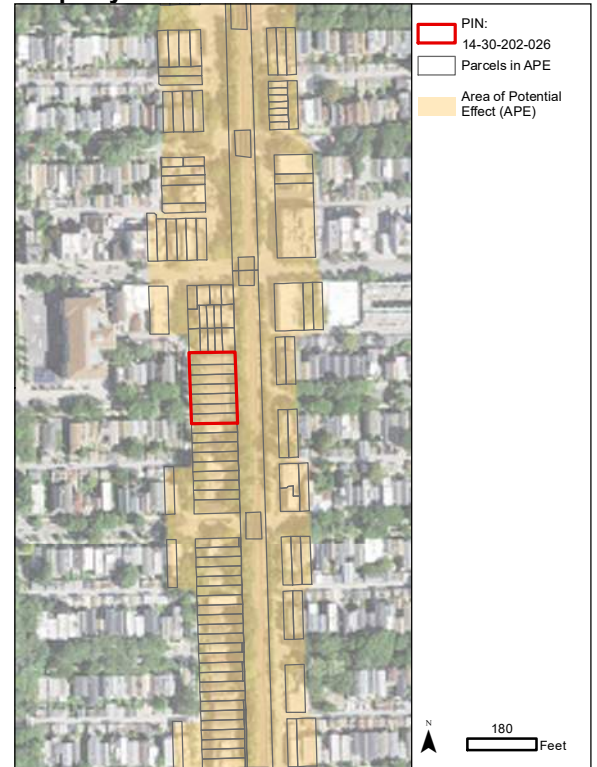 PIN:
14-30-202-026
Parcels in APE
Area of Potential
Effect (APE)
N
180
Feet